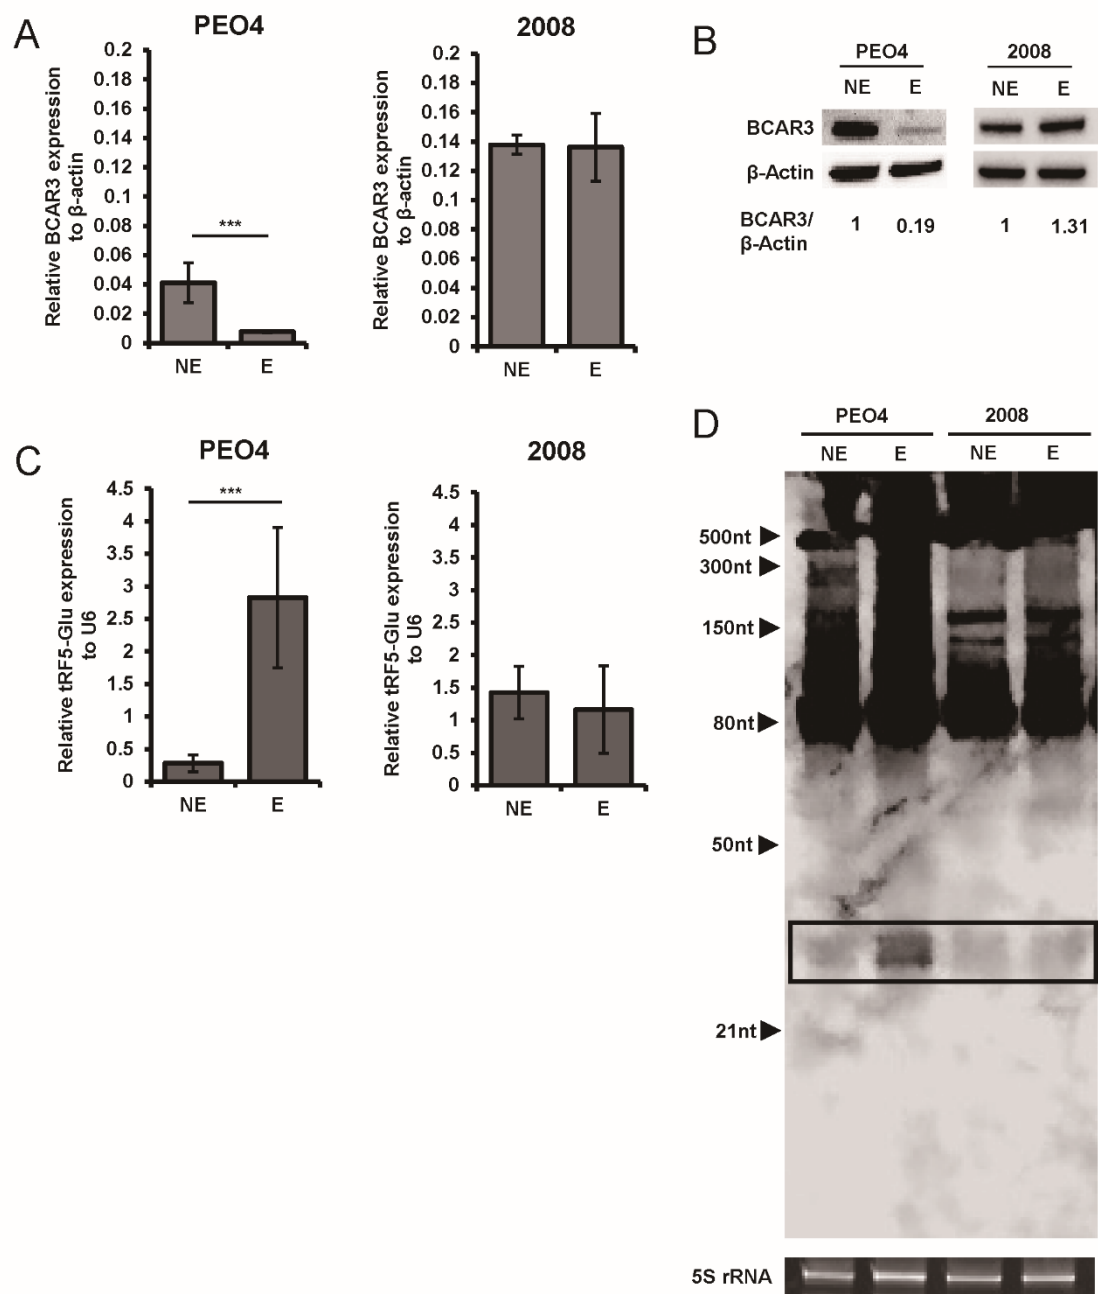 A
PEO4
Relative BCAR3 expression
to β-actin
0.2
0.18
0.16
0.14
0.12
0.1
0.08
0.06
0.04
0.02
0
***
NE E
2008
Relative BCAR3 expression
to β-actin
0.2
0.18
0.16
0.14
0.12
0.1
0.08
0.06
0.04
0.02
0
NE E
B
PEO4 2008
NE E NE E
BCAR3
β-Actin
BCAR3/
β-Actin
1 0.19 1 1.31
C
PEO4
Relative tRF5-Glu expression
to U6
4.5
4
3.5
3
2.5
2
1.5
1
0.5
0
***
NE E
2008
Relative tRF5-Glu expression
to U6
4.5
4
3.5
3
2.5
2
1.5
1
0.5
0
NE E
D
PEO4 2008
NE E NE E
500nt
300nt
150nt
80nt
50nt
21nt
5S rRNA